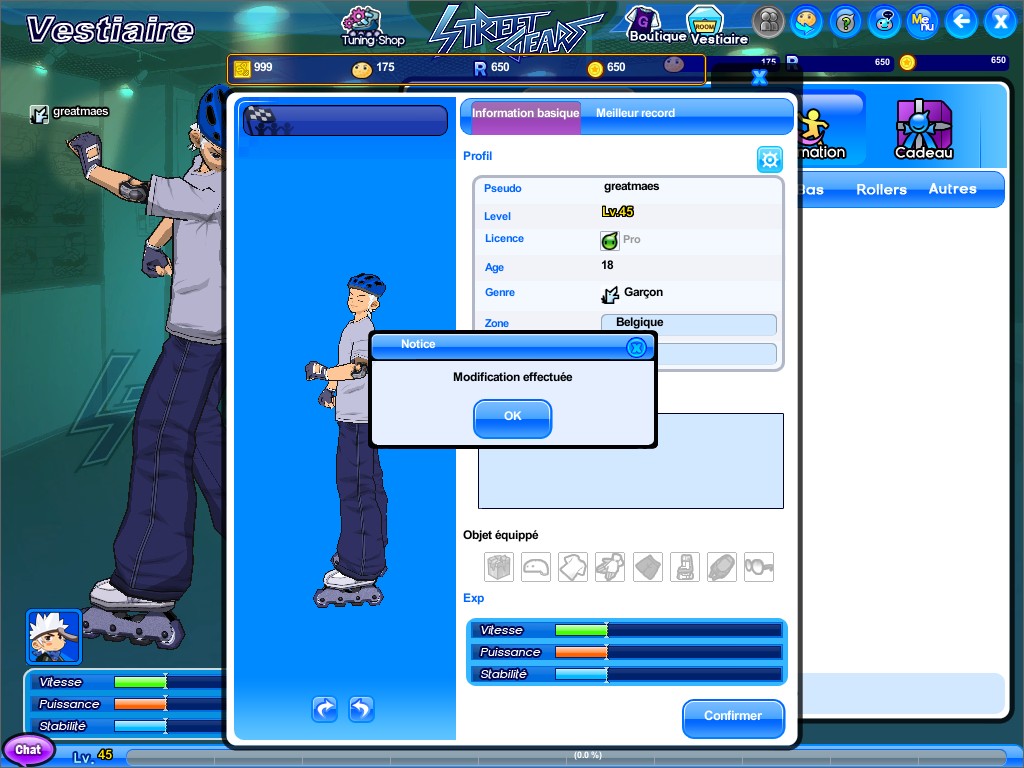 Vestiaire
Tuning Shop
STREET GEARS
G
Boutique
ROOM
Vestiaire
Menu
X
999
175
R 650
650
175
R
650
650
X
greatmaes
Information basique
Meilleur record
mation
Cadeau
Profil
Bas
Rollers
Autres
Pseudo
greatmaes
Level
Lv.45
Licence
Pro
Age
18
Genre
Garçon
Zone
Belgique
Notice
X
Modification effectuée
OK
Objet équippé
Exp
Vitesse
Puissance
Stabilité
Vitesse
Puissance
Stabilité
Confirmer
Chat
Lv. 45
(0.0 %)